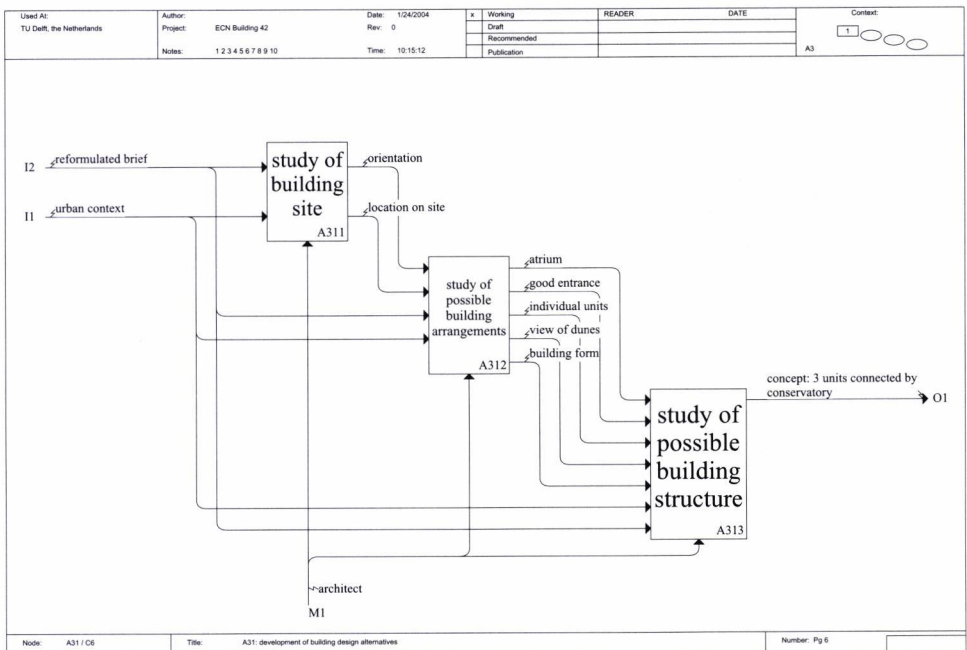 Used At: Author: Date: 1/24/2004 x Working READER DATE Context:
TU Delft, the Netherlands Project: ECN Building 42 Rev: 0 Draft
Recommended
Notes: 1 2 3 4 5 6 7 8 9 10 Time: 10:15:12 Publication
1
A3
I2 reformulated brief
I1 urban context
study of
building
site
A311
orientation
location on site
study of
possible
building
arrangements
A312
atrium
good entrance
individual units
view of dunes
building form
study of
possible
building
structure
A313
concept: 3 units connected by
conservatory
O1
architect
M1
Node: A31 / C6 Title: A31: development of building design alternatives Number: Pg 6